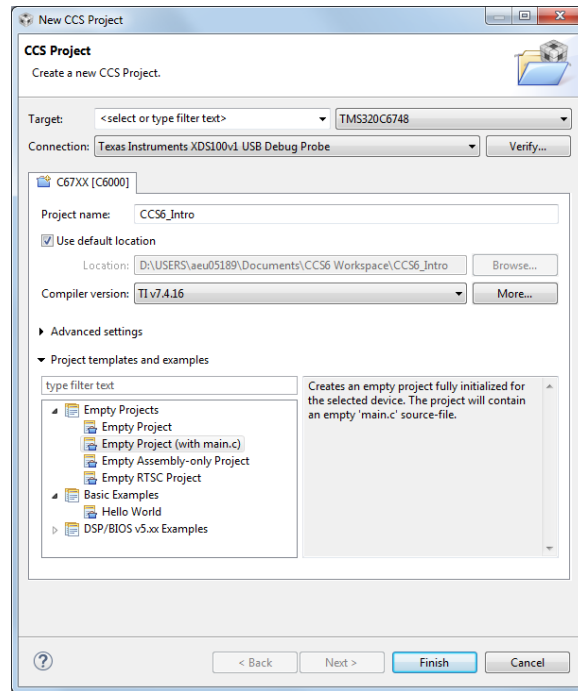 New CCS Project
CCS Project
Create a new CCS Project.
Target: <select or type filter text> TMS320C6748
Connection: Texas Instruments XDS100v1 USB Debug Probe Verify...
C67XX [C6000]
Project name: CCS6_Intro
Use default location
Location: D:\USERS\aeu05189\Documents\CCS6 Workspace\CCS6_Intro Browse...
Compiler version: TI v7.4.16 More...
Advanced settings
Project templates and examples
type filter text
Empty Projects
Empty Project
Empty Project (with main.c)
Empty Assembly-only Project
Empty RTSC Project
Basic Examples
Hello World
DSP/BIOS v5.xx Examples
Creates an empty project fully initialized for
the selected device. The project will contain
an empty 'main.c' source-file.
? < Back Next > Finish Cancel